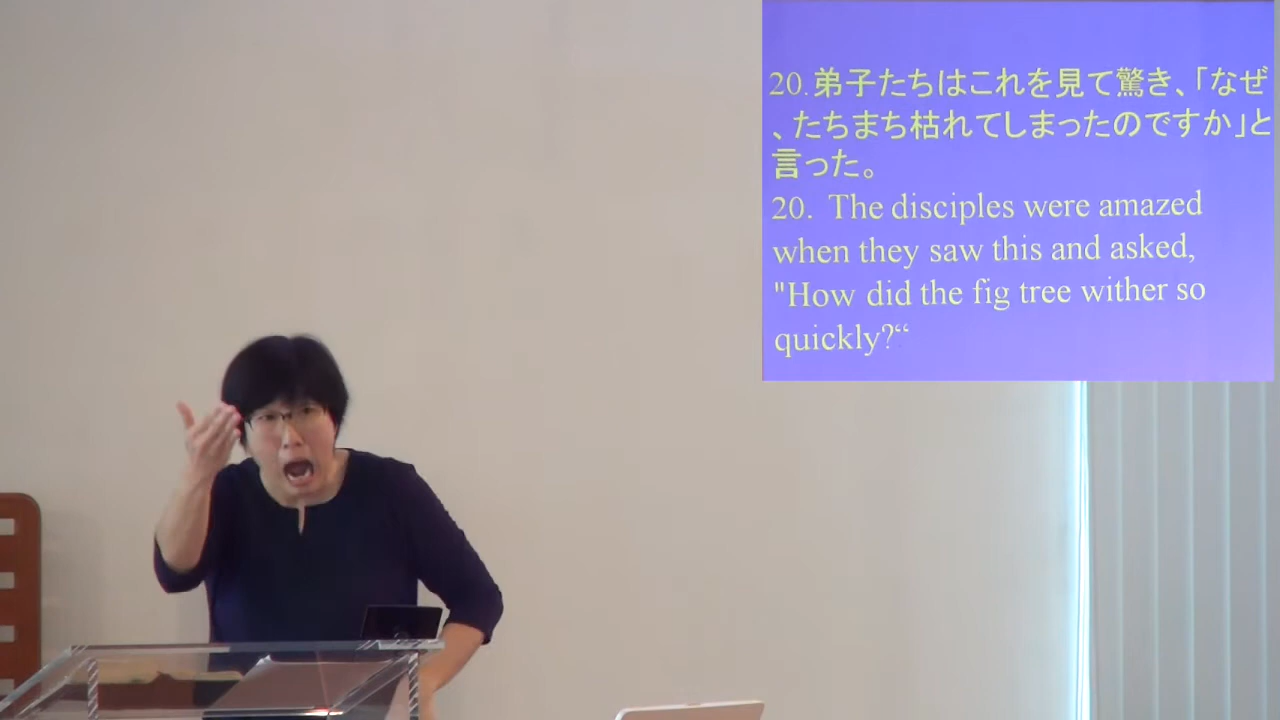 20.弟子たちはこれを見て驚き、「なぜ
、たちまち枯れてしまったのですか」と
言った。
20.  The disciples were amazed
when they saw this and asked,
"How did the fig tree wither so
quickly?“